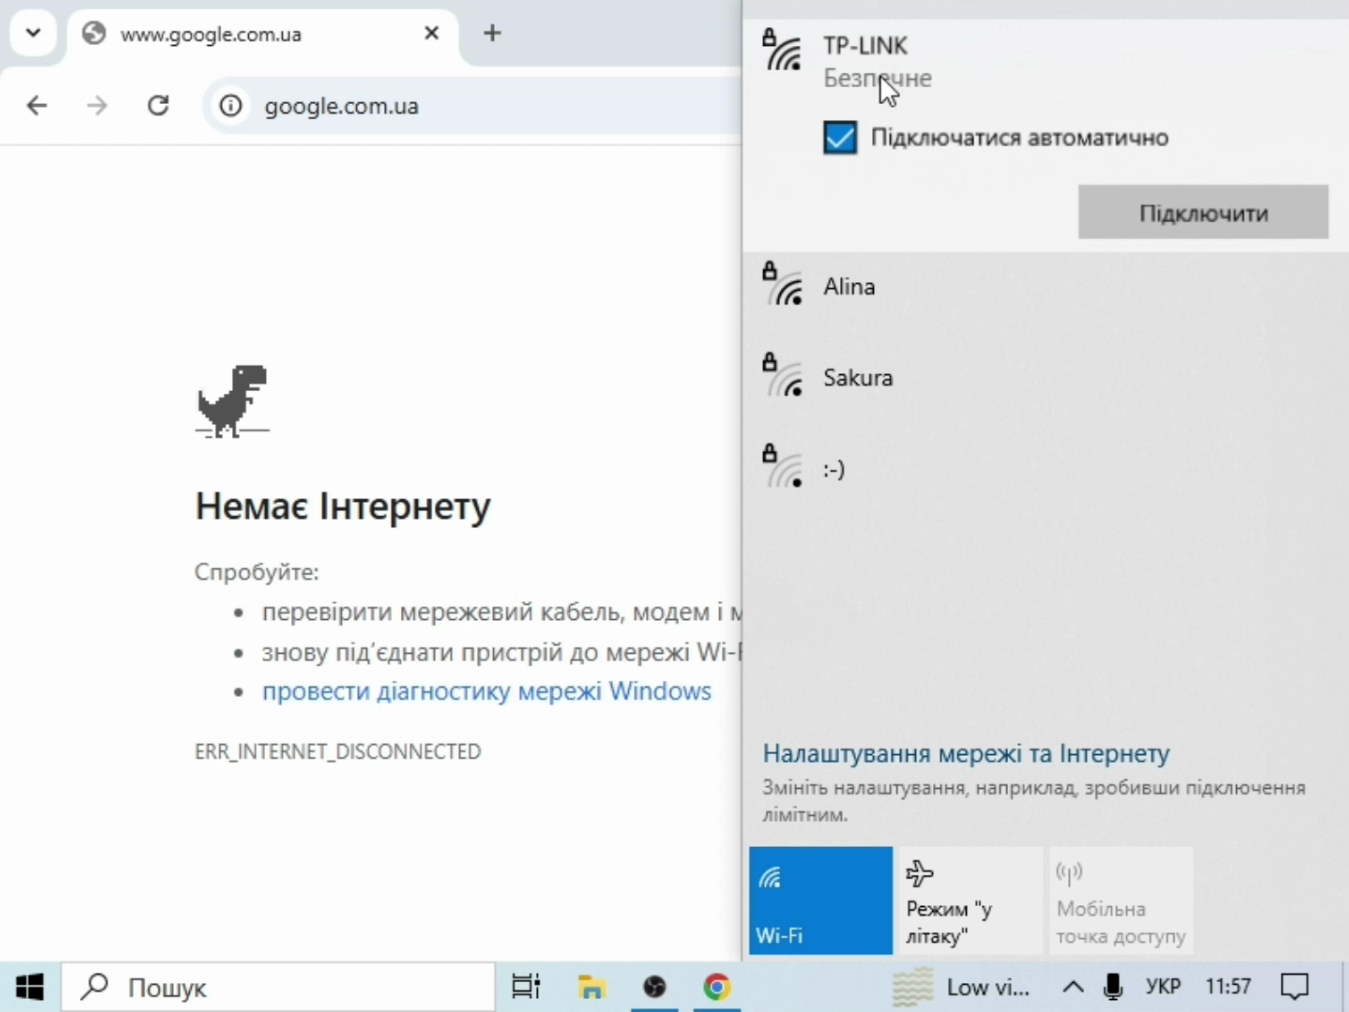 www.google.com.ua
google.com.ua
Немає Інтернету
Спробуйте:
перевірити мережевий кабель, модем і м
знову під'єднати пристрій до мережі Wi-F
провести діагностику мережі Windows
ERR_INTERNET_DISCONNECTED
TP-LINK
Безпечне
Підключатися автоматично
Підключити
Alina
Sakura
:-)
Налаштування мережі та Інтернету
Змініть налаштування, наприклад, зробивши підключення
лімітним.
Wi-Fi
Режим "у
літаку"
Мобільна
точка доступу
Пошук
Low vi...
УКР
11:57